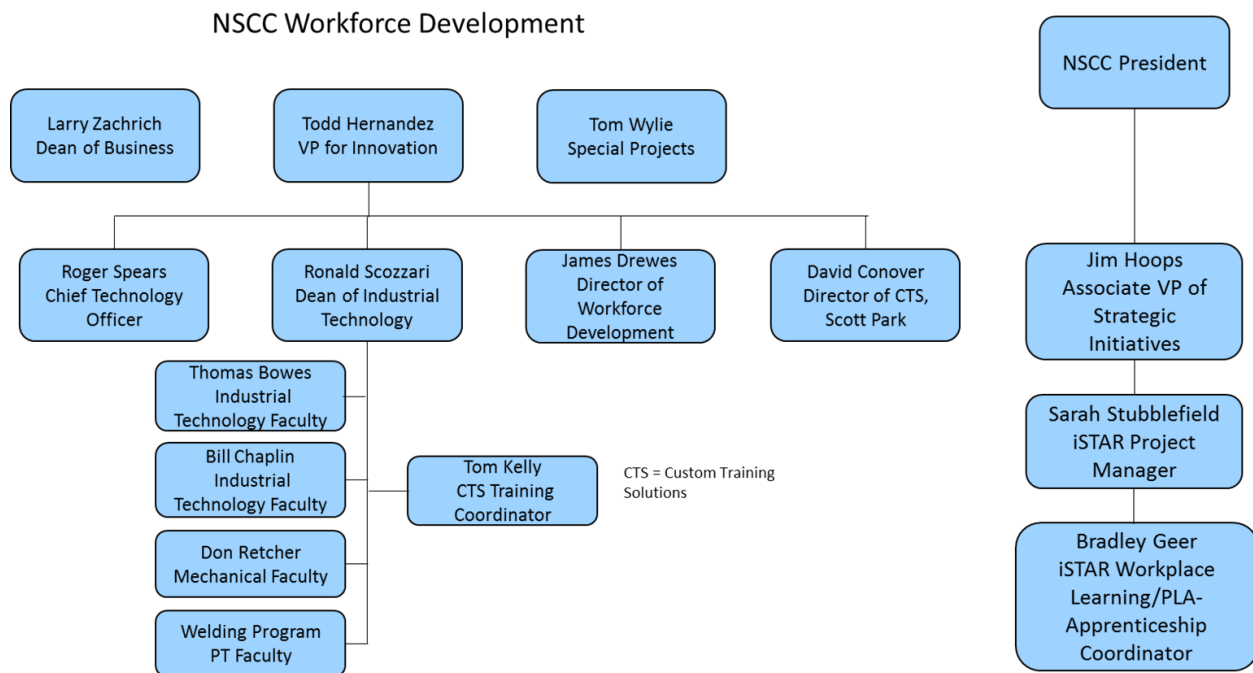 NSCC Workforce Development
NSCC President
Larry Zachrich
Dean of Business
Todd Hernandez
VP for Innovation
Tom Wylie
Special Projects
Roger Spears
Chief Technology
Officer
Ronald Scozzari
Dean of Industrial
Technology
James Drewes
Director of
Workforce
Development
David Conover
Director of CTS,
Scott Park
Jim Hoops
Associate VP of
Strategic
Initiatives
Thomas Bowes
Industrial
Technology Faculty
Bill Chaplin
Industrial
Technology Faculty
Tom Kelly
CTS Training
Coordinator
CTS = Custom Training
Solutions
Don Retcher
Mechanical Faculty
Welding Program
PT Faculty
Sarah Stubblefield
iSTAR Project
Manager
Bradley Geer
iSTAR Workplace
Learning/PLA-
Apprenticeship
Coordinator